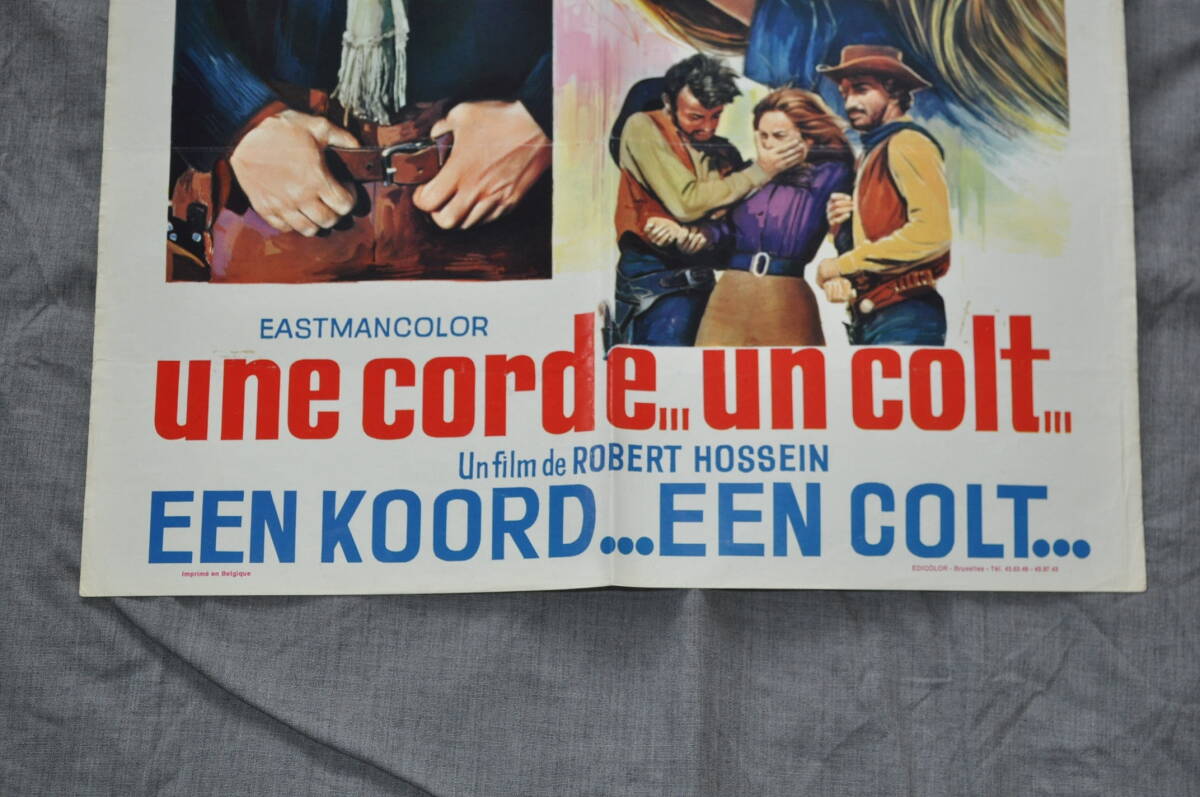 EASTMANCOLOR
une corde... un colt...
Un film de ROBERT HOSSEIN
EEN KOORD...EEN COLT...
Imprimé en Belgique
EDICOLOR - Bruxelles - Tél.